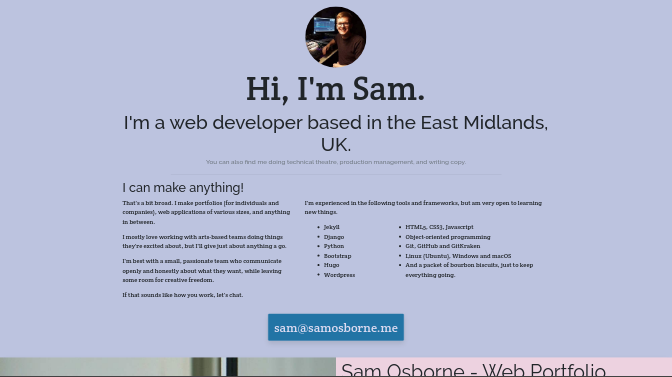 Hi, I'm Sam.
I'm a web developer based in the East Midlands,
UK.
You can also find me doing technical theatre, production management, and writing copy.
I can make anything!
That's a bit broad. I make portfolios (for individuals and
companies), web applications of various sizes, and anything
in between.
I mostly love working with arts-based teams doing things
they're excited about, but I'll give just about anything a go.
I'm best with a small, passionate team who communicate
openly and honestly about what they want, while leaving
some room for creative freedom.
If that sounds like how you work, let's chat.
I'm experienced in the following tools and frameworks, but am very open to learning
new things.
• Jekyll
• Django
• Python
• Bootstrap
• Hugo
• Wordpress
• HTML5, CSS3, Javascript
• Object-oriented programming
• Git, GitHub and GitKraken
• Linux (Ubuntu), Windows and macOS
• And a packet of bourbon biscuits, just to keep
everything going.
sam@samosborne.me
Sam Osborne - Web Portfolio